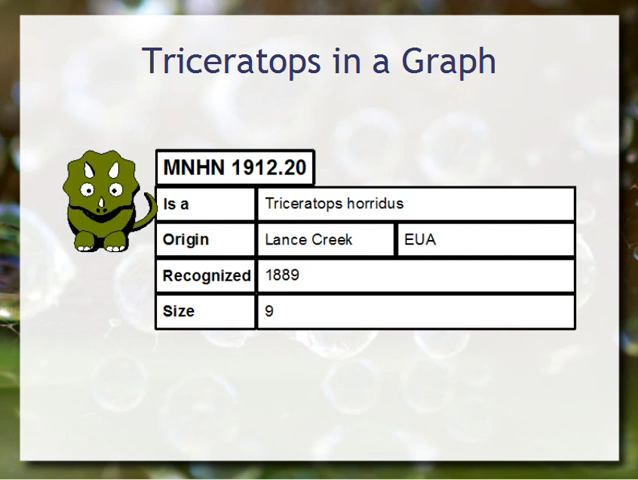 Triceratops in a Graph
MNHN 1912.20
Is a Triceratops horridus
Origin Lance Creek EUA
Recognized 1889
Size 9